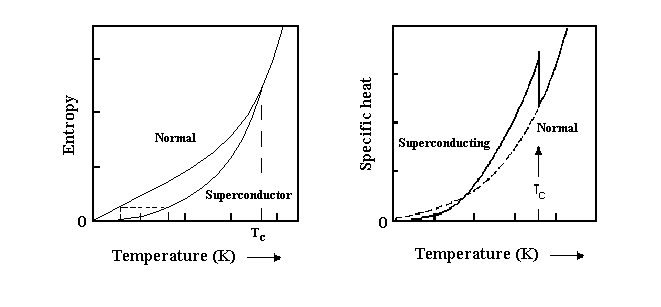 Entropy
Normal
Superconductor
0
Tc
Temperature (K)
Specific heat
Superconducting
Normal
Tc
0
Temperature (K)